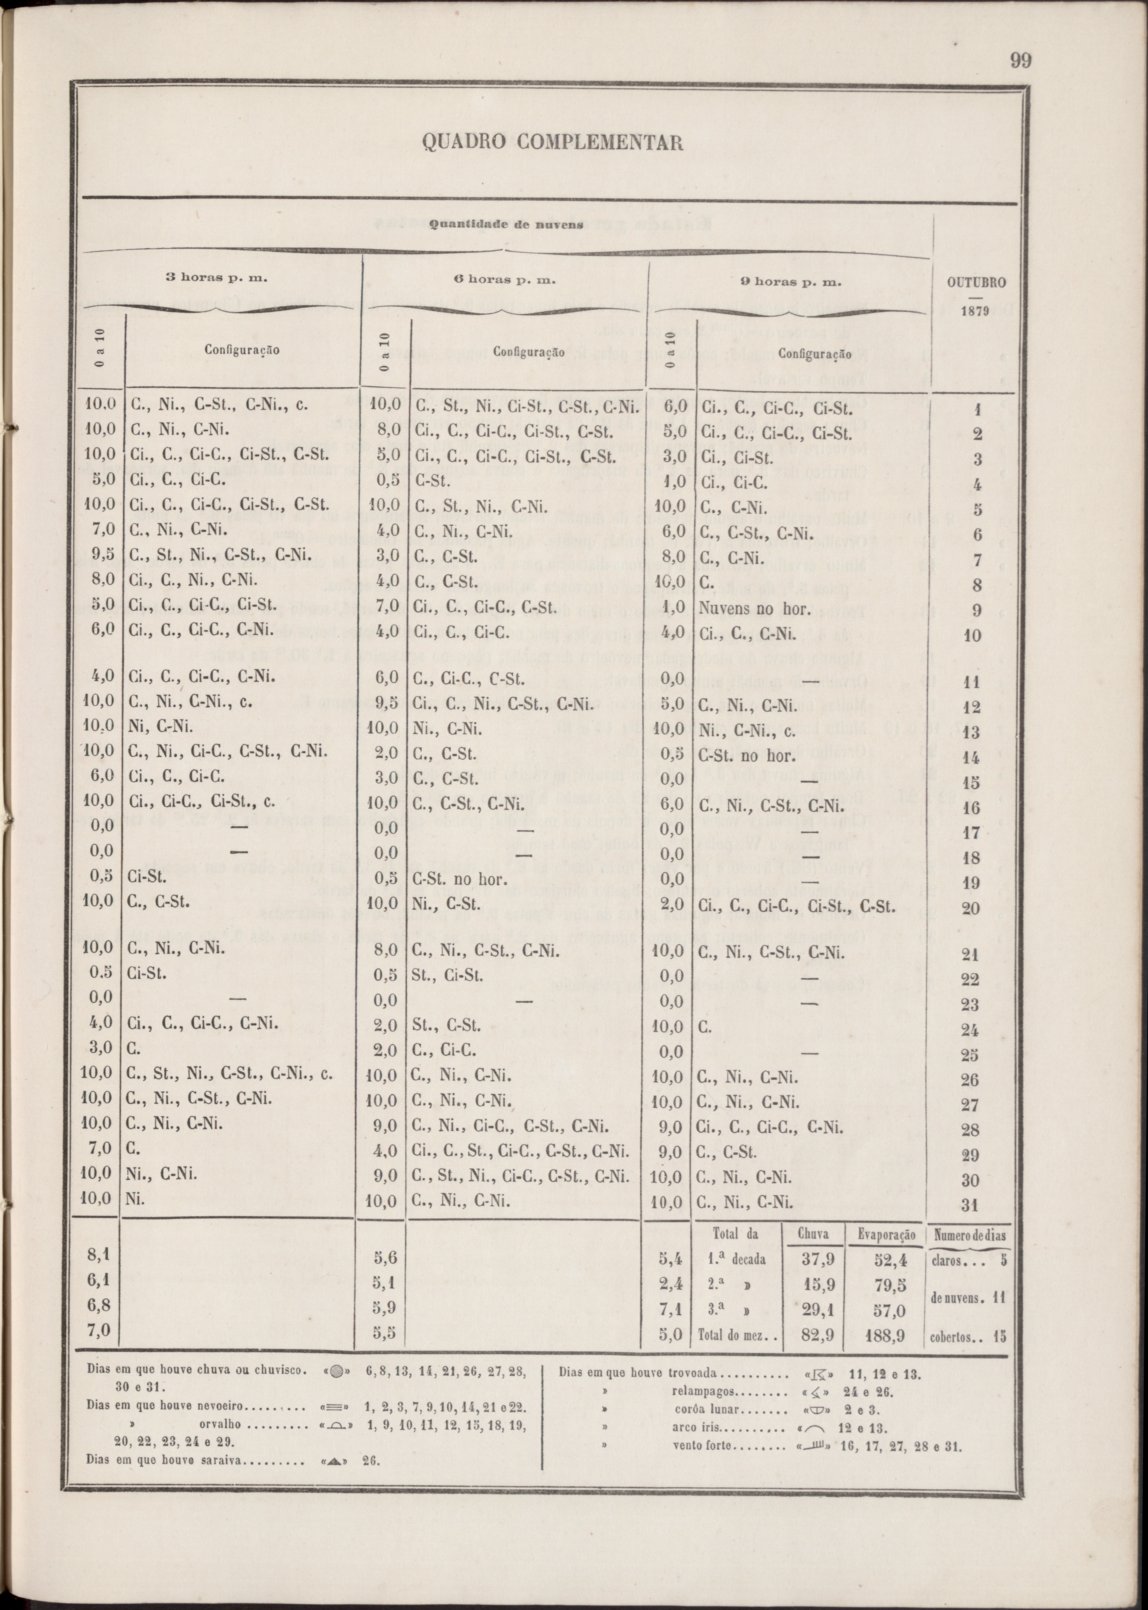 99
QUADRO COMPLEMENTAR
Quantidade de nuvens
3 horas p. m. 6 horas p. m. 9 horas p. m. OUTUBRO
1879
0 a 10 Configuração 0 a 10 Configuração 0 a 10 Configuração
10.0 C., Ni., C-St., C-Ni., c. 10,0 C., St., Ni., Ci-St., C-St., C-Ni. 6,0 Ci., C., Ci-C., Ci-St. 1
10,0 C., Ni., C-Ni. 8,0 Ci., C., Ci-C., Ci-St., C-St. 5,0 Ci., C., Ci-C., Ci-St. 2
10,0 Ci., C., Ci-C., Ci-St., C-St. 5,0 Ci., C., Ci-C., Ci-St., C-St. 3,0 Ci., Ci-St. 3
5,0 Ci., C., Ci-C. 0,5 C-St. 1,0 Ci., Ci-C. 4
10,0 Ci., C., Ci-C., Ci-St., C-St. 10,0 C., St., Ni., C-Ni. 10,0 C., C-Ni. 5
7,0 C., Ni., C-Ni. 4,0 C., Ni., C-Ni. 6,0 C., C-St., C-Ni. 6
9,5 C., St., Ni., C-St., C-Ni. 3,0 C., C-St. 8,0 C., C-Ni. 7
8,0 Ci., C., Ni., C-Ni. 4,0 C., C-St. 10,0 C. 8
5,0 Ci., C., Ci-C., Ci-St. 7,0 Ci., C., Ci-C., C-St. 1,0 Nuvens no hor. 9
6,0 Ci., C., Ci-C., C-Ni. 4,0 Ci., C., Ci-C. 4,0 Ci., C., C-Ni. 10
4,0 Ci., C., Ci-C., C-Ni. 6,0 C., Ci-C., C-St. 0,0 — 11
10,0 C., Ni., C-Ni., c. 9,5 Ci., C., Ni., C-St., C-Ni. 5,0 C., Ni., C-Ni. 12
10,0 Ni, C-Ni. 10,0 Ni., C-Ni. 10,0 Ni., C-Ni., c. 13
10,0 C., Ni., Ci-C., C-St., C-Ni. 2,0 C., C-St. 0,5 C-St. no hor. 14
6,0 Ci., C., Ci-C. 3,0 C., C-St. 0,0 — 15
10,0 Ci., Ci-C., Ci-St., c. 10,0 C., C-St., C-Ni. 6,0 C., Ni., C-St., C-Ni. 16
0,0 — 0,0 — 0,0 — 17
0,0 — 0,0 — 0,0 — 18
0,5 Ci-St. 0,5 C-St. no hor. 0,0 — 19
10,0 C., C-St. 10,0 Ni., C-St. 2,0 Ci., C., Ci-C., Ci-St., C-St. 20
10,0 C., Ni., C-Ni. 8,0 C., Ni., C-St., C-Ni. 10,0 C., Ni., C-St., C-Ni. 21
0.5 Ci-St. 0,5 St., Ci-St. 0,0 — 22
0,0 — 0,0 — 0,0 — 23
4,0 Ci., C., Ci-C., C-Ni. 2,0 St., C-St. 10,0 C. 24
3,0 C. 2,0 C., Ci-C. 0,0 — 25
10,0 C., St., Ni., C-St., C-Ni., c. 10,0 C., Ni., C-Ni. 10,0 C., Ni., C-Ni. 26
10,0 C., Ni., C-St., C-Ni. 10,0 C., Ni., C-Ni. 10,0 C., Ni., C-Ni. 27
10,0 C., Ni., C-Ni. 9,0 C., Ni., Ci-C., C-St., C-Ni. 9,0 Ci., C., Ci-C., C-Ni. 28
7,0 C. 4,0 Ci., C., St., Ci-C., C-St., C-Ni. 9,0 C., C-St. 29
10,0 Ni., C-Ni. 9,0 C., St., Ni., Ci-C., C-St., C-Ni. 10,0 C., Ni., C-Ni. 30
10,0 Ni. 10,0 C., Ni., C-Ni. 10,0 C., Ni., C-Ni. 31
Total da Chuva Evaporação Numero de dias
8,1 5,6 5,4 1.ª decada 37,9 52,4 claros... 5
6,1 5,1 2,4 2.ª » 15,9 79,5
de nuvens. 11
6,8 5,9 7,1 3.ª » 29,1 57,0
7,0 5,5 5,0 Total do mez.. 82,9 188,9 cobertos.. 15
Dias em que houve chuva ou chuvisco. « » 6, 8, 13, 14, 21, 26, 27, 28,
30 e 31.
Dias em que houve nevoeiro......... « » 1, 2, 3, 7, 9, 10, 14, 21 e 22.
» orvalho ......... « » 1, 9, 10, 11, 12, 15, 18, 19,
20, 22, 23, 24 e 29.
Dias em que houve saraiva......... « » 26.
Dias em que houve trovoada.......... « » 11, 12 e 13.
» relampagos........ « » 24 e 26.
» corôa lunar....... « » 2 e 3.
» arco iris.......... « 12 e 13.
» vento forte........ « » 16, 17, 27, 28 e 31.